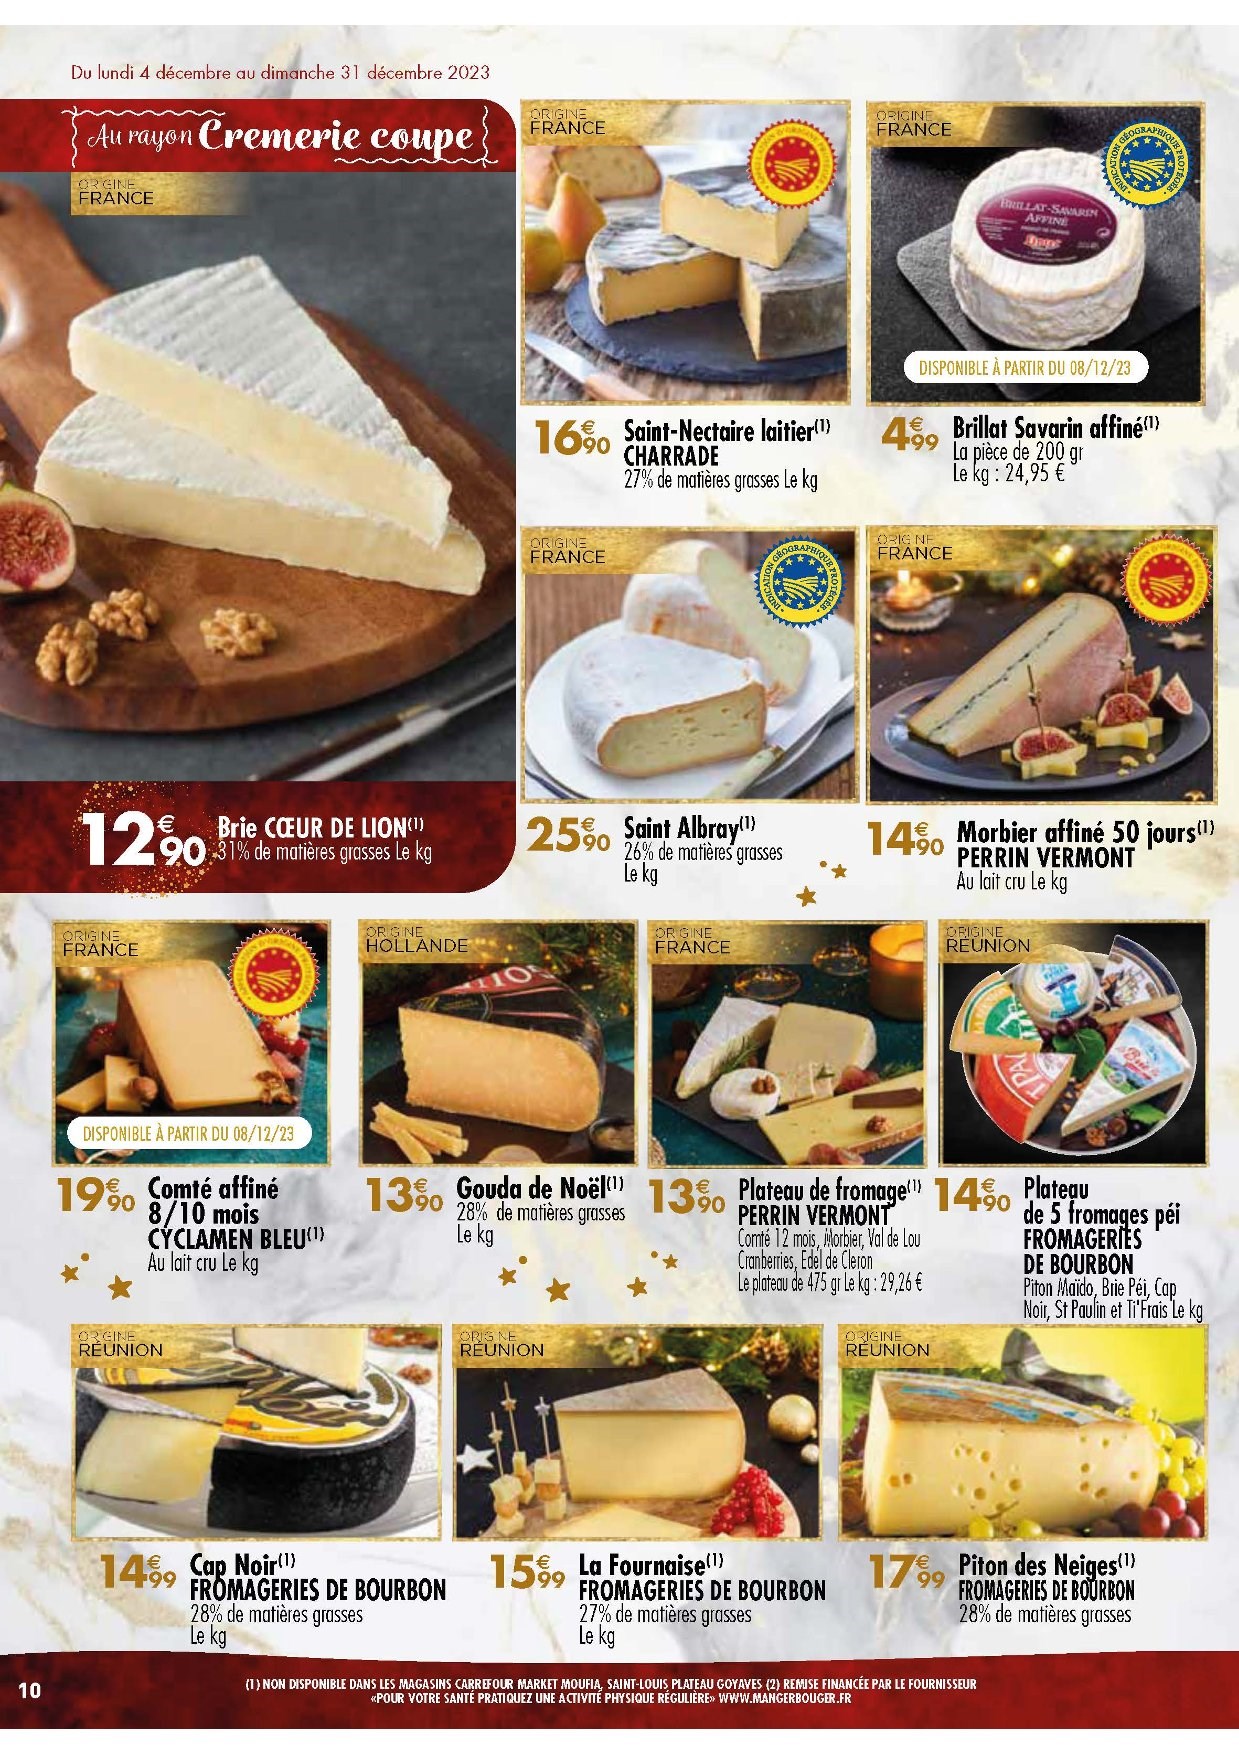 Du lundi 4 décembre au dimanche 31 décembre 2023
Au rayon Cremerie coupe
ORIGINE
FRANCE
12€90
Brie CŒUR DE LION(1)
31% de matières grasses Le kg
ORIGINE
FRANCE
16€90
Saint-Nectaire laitier(1)
CHARRADE
27% de matières grasses Le kg
ORIGINE
FRANCE
INDICATION GÉOGRAPHIQUE PROTÉGÉE
BRILLAT-SAVARIN
AFFINÉ
DISPONIBLE À PARTIR DU 08/12/23
4€99
Brillat Savarin affiné(1)
La pièce de 200 gr
Le kg : 24,95 €
ORIGINE
FRANCE
INDICATION GÉOGRAPHIQUE PROTÉGÉE
25€90
Saint Albray(1)
26% de matières grasses
Le kg
ORIGINE
FRANCE
14€90
Morbier affiné 50 jours(1)
PERRIN VERMONT
Au lait cru Le kg
ORIGINE
FRANCE
DISPONIBLE À PARTIR DU 08/12/23
19€90
Comté affiné
8/10 mois
CYCLAMEN BLEU(1)
Au lait cru Le kg
ORIGINE
HOLLANDE
13€90
Gouda de Noël(1)
28% de matières grasses
Le kg
ORIGINE
FRANCE
13€90
Plateau de fromage(1)
PERRIN VERMONT
Comté 12 mois, Morbier, Val de Lou
Cranberries, Edel de Cleron
Le plateau de 475 gr Le kg : 29,26 €
ORIGINE
RÉUNION
14€90
Plateau
de 5 fromages péi
FROMAGERIES
DE BOURBON
Piton Maïdo, Brie Péi, Cap
Noir, St Paulin et Ti'Frais Le kg
ORIGINE
RÉUNION
14€99
Cap Noir(1)
FROMAGERIES DE BOURBON
28% de matières grasses
Le kg
ORIGINE
RÉUNION
15€99
La Fournaise(1)
FROMAGERIES DE BOURBON
27% de matières grasses
Le kg
ORIGINE
RÉUNION
17€99
Piton des Neiges(1)
FROMAGERIES DE BOURBON
28% de matières grasses
10
(1) NON DISPONIBLE DANS LES MAGASINS CARREFOUR MARKET MOUFIA, SAINT-LOUIS PLATEAU GOYAVES (2) REMISE FINANCÉE PAR LE FOURNISSEUR
«POUR VOTRE SANTÉ PRATIQUEZ UNE ACTIVITÉ PHYSIQUE RÉGULIÈRE» WWW.MANGERBOUGER.FR